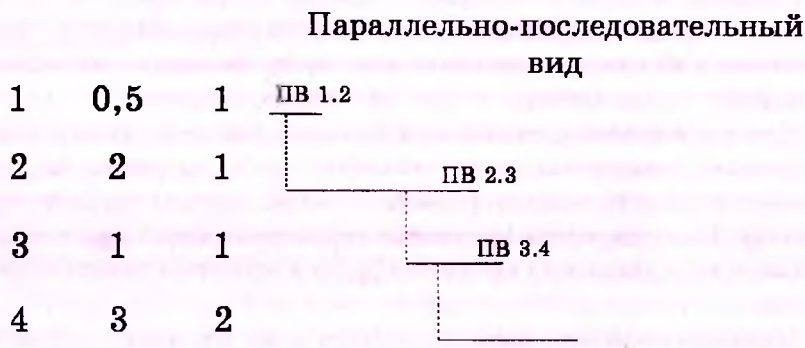 Параллельно-последовательный
вид
1 0,5 1 ПВ 1.2
2 2 1 ПВ 2.3
3 1 1 ПВ 3.4
4 3 2